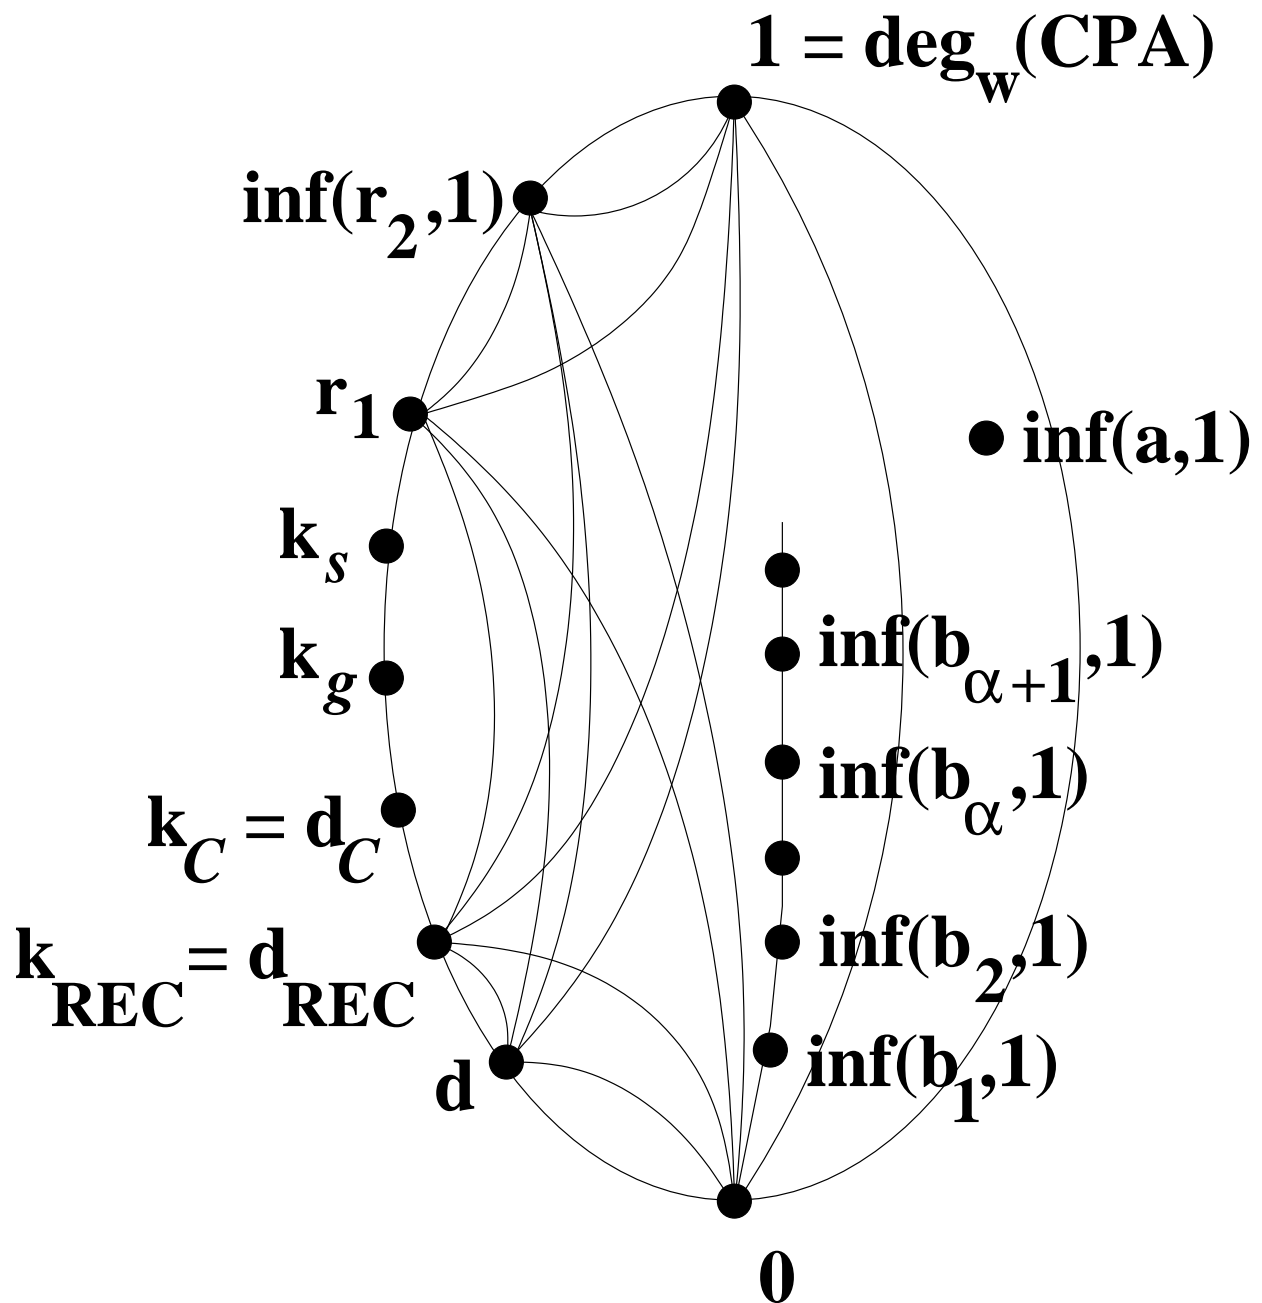 1 = deg_w(CPA)
inf(r_2,1)
r_1
inf(a,1)
k_s
inf(b_{α+1},1)
k_g
inf(b_α,1)
k_C = d_C
inf(b_2,1)
k_REC = d_REC
inf(b_1,1)
d
0